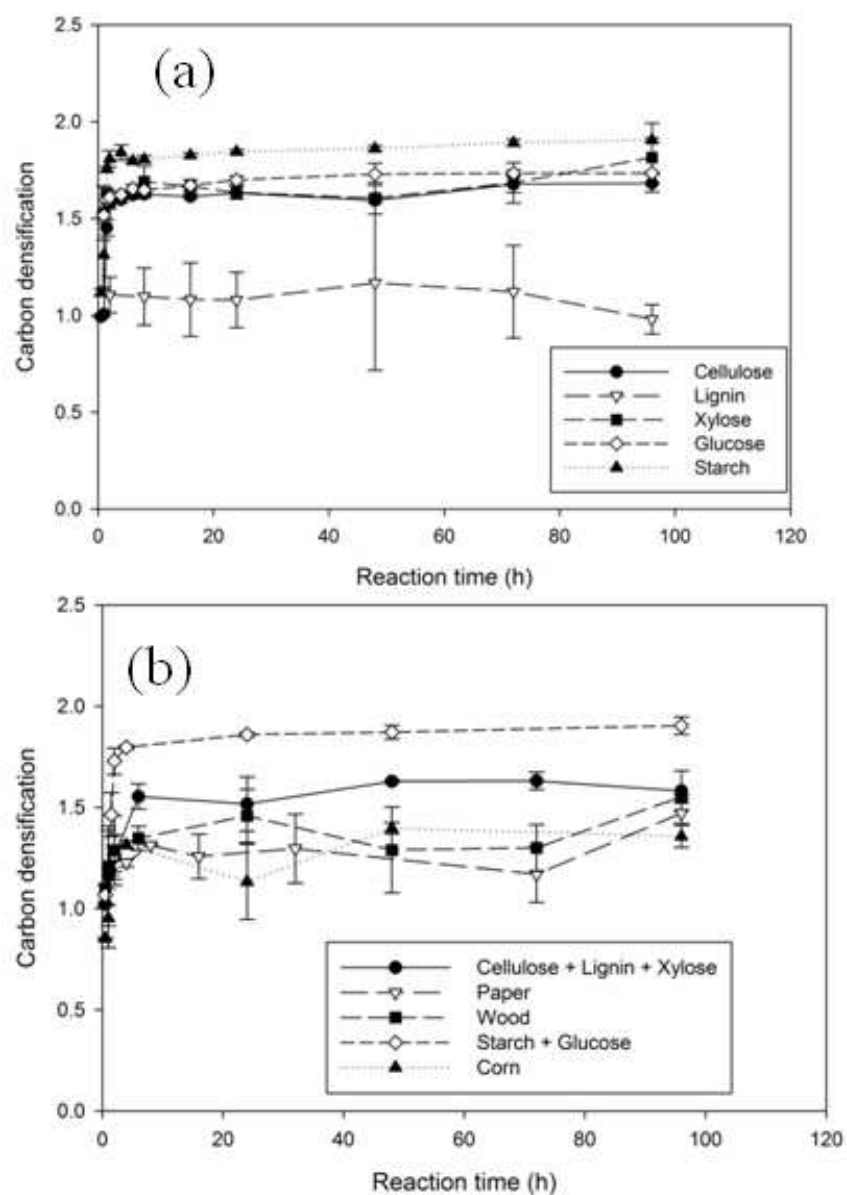 (a)
2.5
2.0
1.5
1.0
0.5
0.0
Carbon densification
Cellulose
Lignin
Xylose
Glucose
Starch
0 20 40 60 80 100 120
Reaction time (h)
(b)
2.5
2.0
1.5
1.0
0.5
0.0
Carbon densification
Cellulose + Lignin + Xylose
Paper
Wood
Starch + Glucose
Corn
0 20 40 60 80 100 120
Reaction time (h)